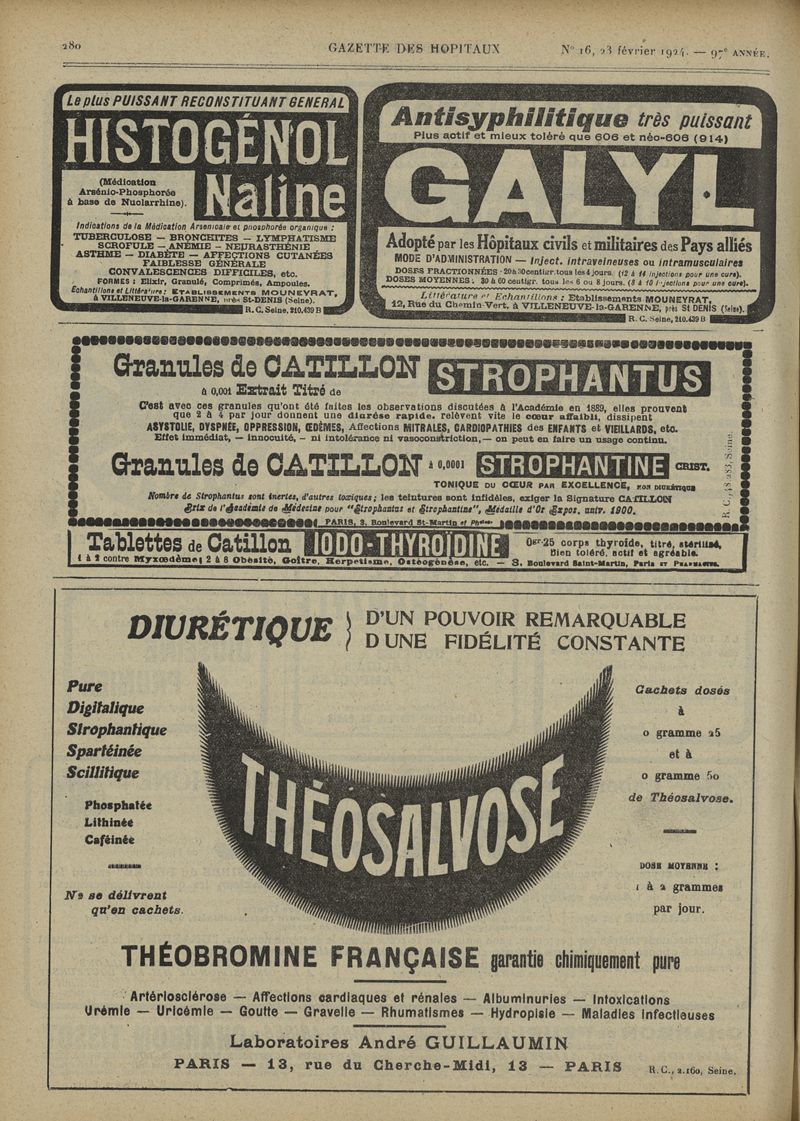 280
GAZETTE DES HOPITAUX
N° 16, 23 février 1924. — 97e ANNÉE.
Le plus PUISSANT RECONSTITUANT GENERAL
HISTOGÉNOL
Naline
(Médication
Arsénio-Phosphorée
à base de Nuclarrhine).
Indications de la Médication Arsenicale et phosphorée organique :
TUBERCULOSE — BRONCHITES — LYMPHATISME
SCROFULE — ANÉMIE — NEURASTHÉNIE
ASTHME — DIABÈTE — AFFECTIONS CUTANÉES
FAIBLESSE GÉNÉRALE
CONVALESCENCES DIFFICILES, etc.
FORMES : Elixir, Granulé, Comprimés, Ampoules.
Echantillons et Littérature : ETABLISSEMENTS MOUNEYRAT,
à VILLENEUVE-la-GARENNE, près St-DENIS (Seine).
R. C. Seine, 210.439 B
Antisyphilitique très puissant
Plus actif et mieux toléré que 606 et néo-606 (914)
GALYL
Adopté par les Hôpitaux civils et militaires des Pays alliés
MODE D'ADMINISTRATION — Inject. intraveineuses ou intramusculaires
DOSES FRACTIONNÉES : 20 à 30 centigr. tous les 4 jours. (12 à 14 injections pour une cure).
DOSES MOYENNES : 30 à 60 centigr. tous les 6 ou 8 jours. (8 à 10 injections pour une cure).
Littérature et Echantillons : Etablissements MOUNEYRAT,
12, Rue du Chemin-Vert, à VILLENEUVE-la-GARENNE, près St DENIS (Seine).
R. C. Seine, 210.439 B
Granules de CATILLON
à 0,001 Extrait Titré de
STROPHANTUS
C'est avec ces granules qu'ont été faites les observations discutées à l'Académie en 1889, elles prouvent
que 2 à 4 par jour donnent une diurèse rapide, relèvent vite le cœur affaibli, dissipent
ASYSTOLIE, DYSPNÉE, OPPRESSION, ŒDÈMES, Affections MITRALES, CARDIOPATHIES des ENFANTS et VIEILLARDS, etc.
Effet immédiat, — innocuité, — ni intolérance ni vasoconstriction, — on peut en faire un usage continu.
Granules de CATILLON à 0,0001 STROPHANTINE CRIST.
TONIQUE DU CŒUR PAR EXCELLENCE, NON DIURÉTIQUE
Nombre de Strophantus sont inertes, d'autres toxiques ; les teintures sont infidèles, exiger la Signature CATILLON
Prix de l'Académie de Médecine pour "Strophantus et Strophantine", Médaille d'Or Expos. univ. 1900.
PARIS, 3, Boulevard St-Martin et Phies
Tablettes de Catillon IODO-THYROÏDINE
0gr·25 corps thyroïde, titré, stérilisé,
Bien toléré, actif et agréable.
1 à 2 contre Myxœdème ; 2 à 8 Obésité, Goître, Herpetisme, Ostéogénèse, etc. — 3, Boulevard Saint-Martin, Paris ET PHARMACIES.
DIURÉTIQUE
D'UN POUVOIR REMARQUABLE
D UNE FIDÉLITÉ CONSTANTE
Pure
Digitalique
Strophantique
Spartéinée
Scillitique
Phosphatée
Lithinée
Caféinée
Ne se délivrent
qu'en cachets.
THÉOSALVOSE
Cachets dosés
à
0 gramme 25
et à
0 gramme 50
de Théosalvose.
DOSE MOYENNE :
1 à 2 grammes
par jour.
THÉOBROMINE FRANÇAISE garantie chimiquement pure
Artériosclérose — Affections cardiaques et rénales — Albuminuries — Intoxications
Urémie — Uricémie — Goutte — Gravelle — Rhumatismes — Hydropisie — Maladies Infectieuses
Laboratoires André GUILLAUMIN
PARIS — 13, rue du Cherche-Midi, 13 — PARIS
R. C., 2.160, Seine.